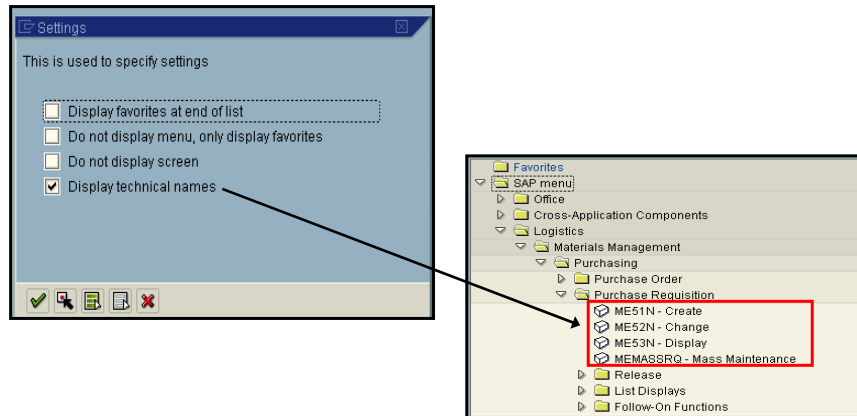 Settings
This is used to specify settings
Display favorites at end of list
Do not display menu, only display favorites
Do not display screen
Display technical names
Favorites
SAP menu
Office
Cross-Application Components
Logistics
Materials Management
Purchasing
Purchase Order
Purchase Requisition
ME51N - Create
ME52N - Change
ME53N - Display
MEMASSRQ - Mass Maintenance
Release
List Displays
Follow-On Functions